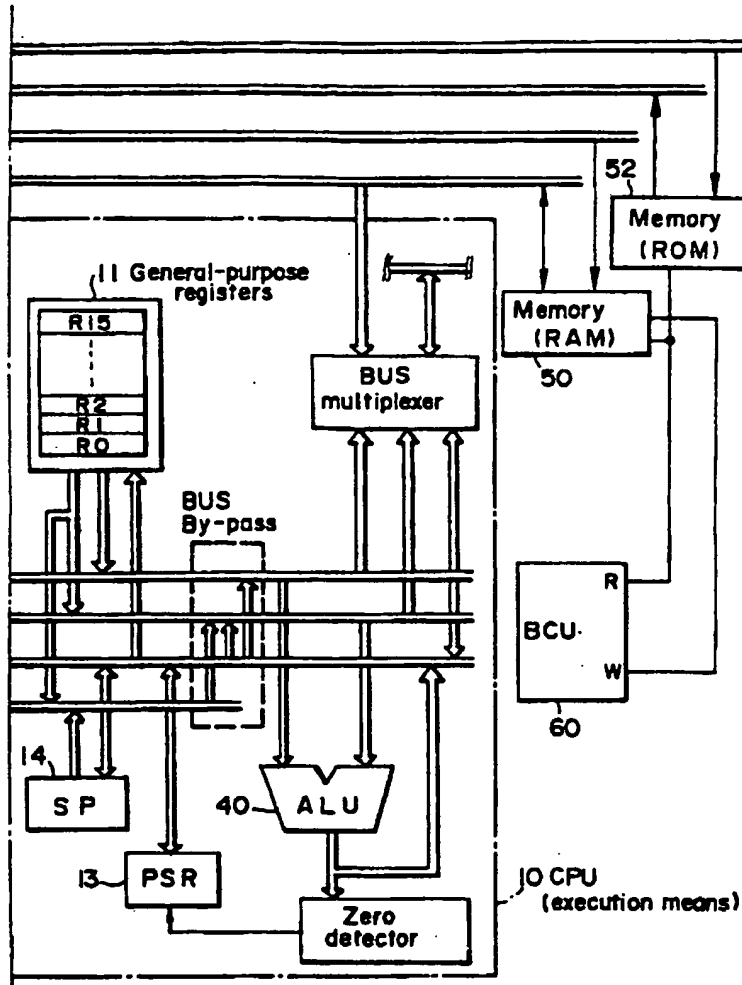 52
Memory
(ROM)
11 General-purpose
registers
R15
R2
R1
R0
Memory
(RAM)
50
BUS
multiplexer
BUS
By-pass
R
BCU
W
60
14
SP
40
ALU
13
PSR
Zero
detector
10 CPU
(execution means)